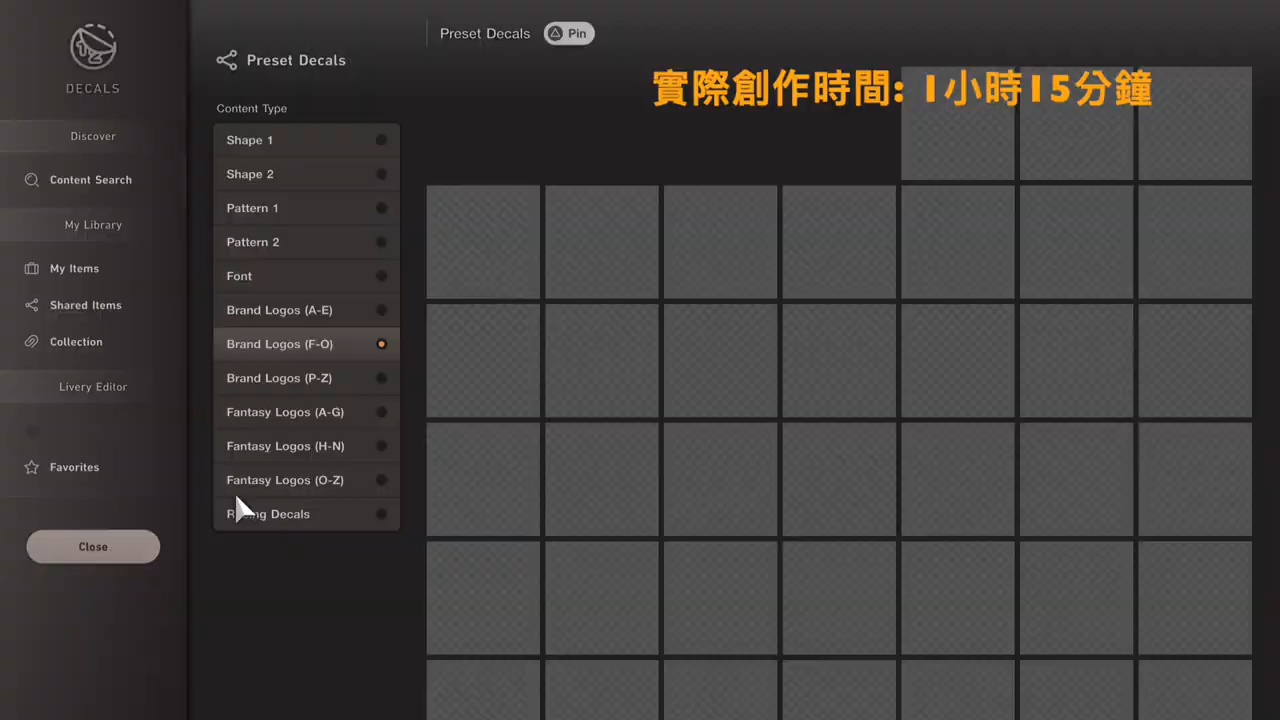 DECALS
Discover
Content Search
My Library
My Items
Shared Items
Collection
Livery Editor
Favorites
Close
Preset Decals
Content Type
Shape 1
Shape 2
Pattern 1
Pattern 2
Font
Brand Logos (A-E)
Brand Logos (F-O)
Brand Logos (P-Z)
Fantasy Logos (A-G)
Fantasy Logos (H-N)
Fantasy Logos (O-Z)
Decals
Preset Decals Pin
實際創作時間: 1小時15分鐘